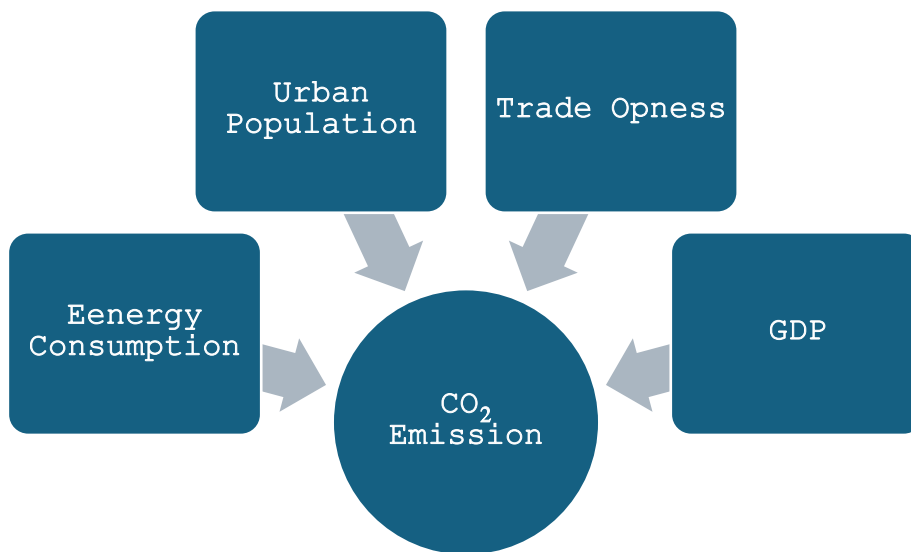 Urban
Population
Trade Opness
Eenergy
Consumption
GDP
CO₂
Emission